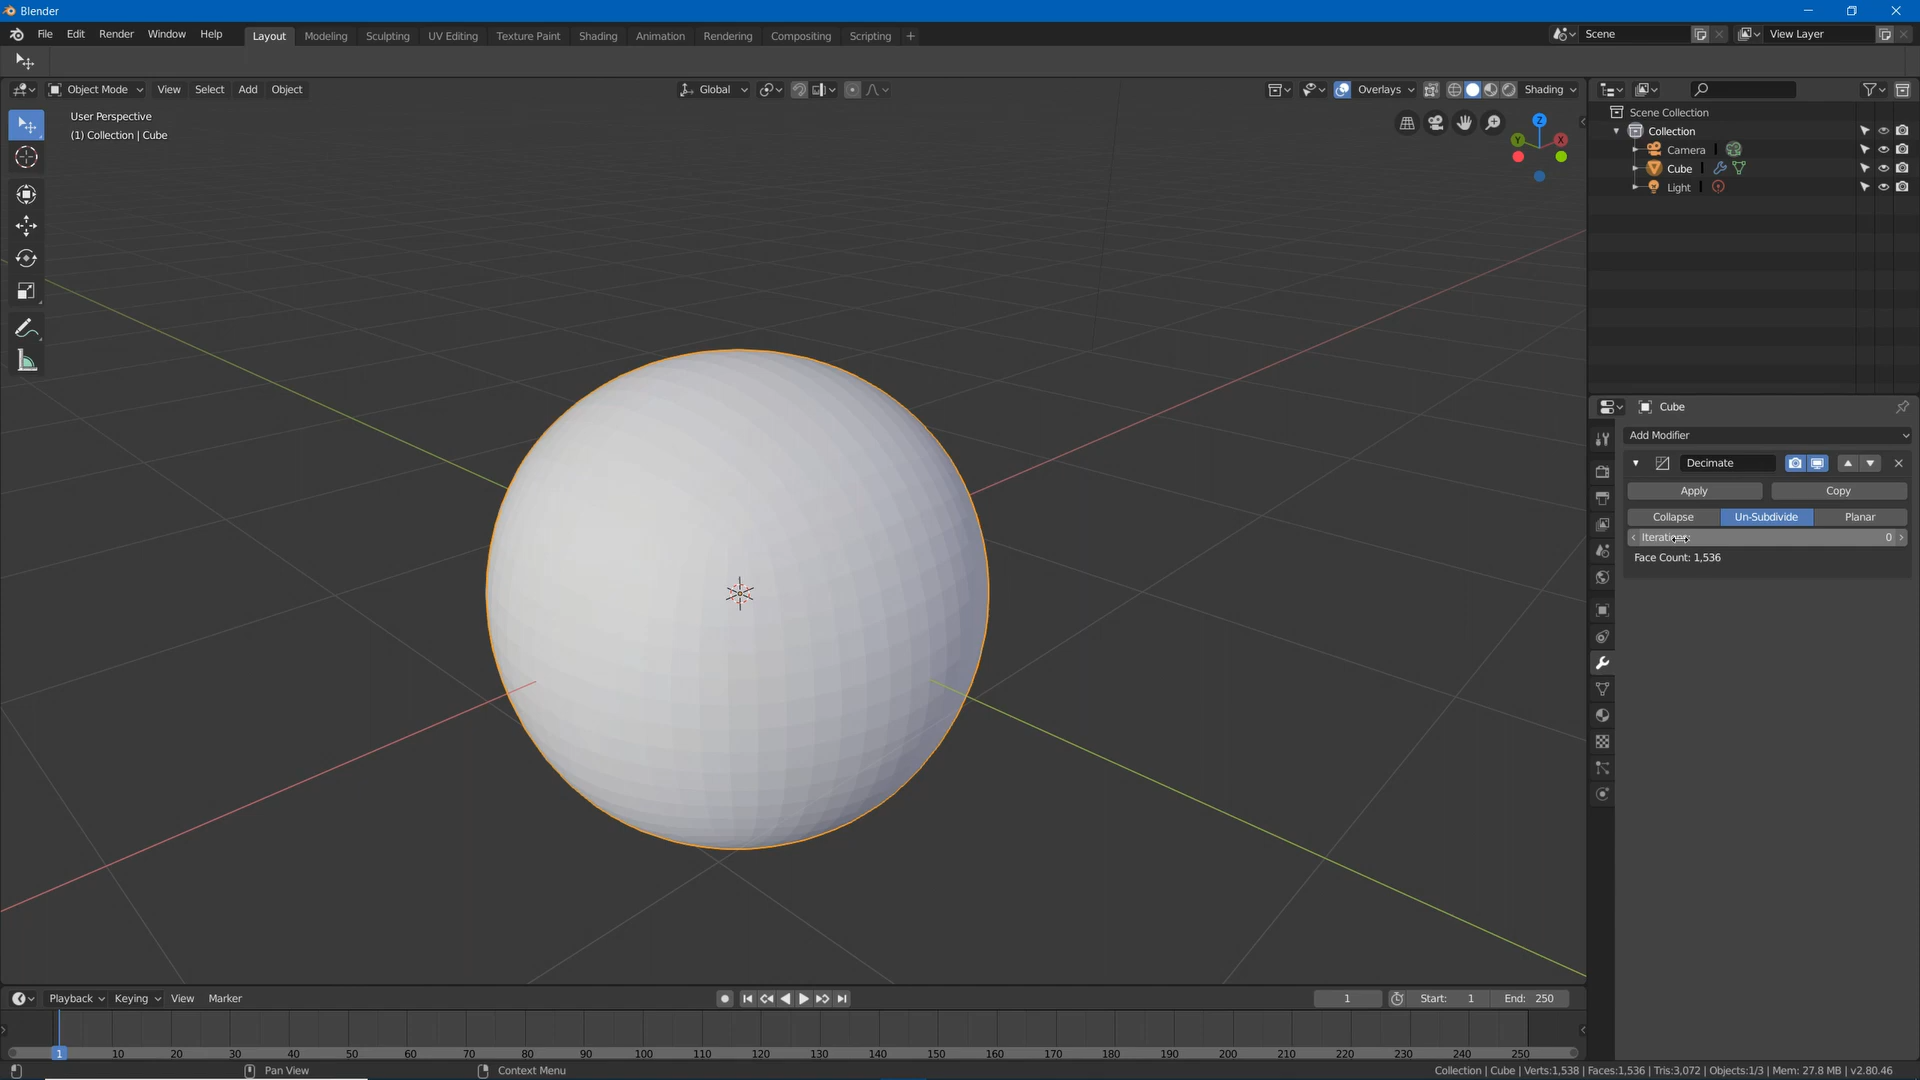 Blender
File Edit Render Window Help Layout Modeling Sculpting UV Editing Texture Paint Shading Animation Rendering Compositing Scripting + Scene View Layer
Object Mode View Select Add Object Global Overlays Shading
User Perspective
(1) Collection | Cube
Z
Y X
Scene Collection
Collection
Camera
Cube
Light
Cube
Add Modifier
Decimate
Apply Copy
Collapse Un-Subdivide Planar
0
Face Count: 1,536
Playback Keying View Marker 1 Start: 1 End: 250
1 10 20 30 40 50 60 70 80 90 100 110 120 130 140 150 160 170 180 190 200 210 220 230 240 250
Pan View Context Menu Collection | Cube | Verts:1,538 | Faces:1,536 | Tris:3,072 | Objects:1/3 | Mem: 27.8 MB | v2.80.46